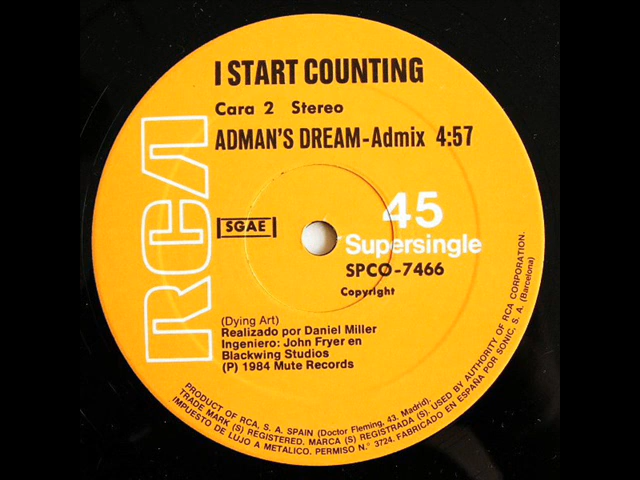 I START COUNTING
Cara 2 Stereo
ADMAN'S DREAM-Admix 4:57
RCA
SGAE
45
Supersingle
SPCO-7466
Copyright
(Dying Art)
Realizado por Daniel Miller
Ingeniero: John Fryer en
Blackwing Studios
(P) 1984 Mute Records
PRODUCT OF RCA, S. A. SPAIN (Doctor Fleming, 43, Madrid).
TRADE MARK (S) REGISTERED. MARCA (S) REGISTRADA (S). USED BY AUTHORITY OF RCA CORPORATION.
IMPUESTO DE LUJO A METALICO. PERMISO N.° 3724. FABRICADO EN ESPAÑA POR SONIC, S. A. (Barcelona)